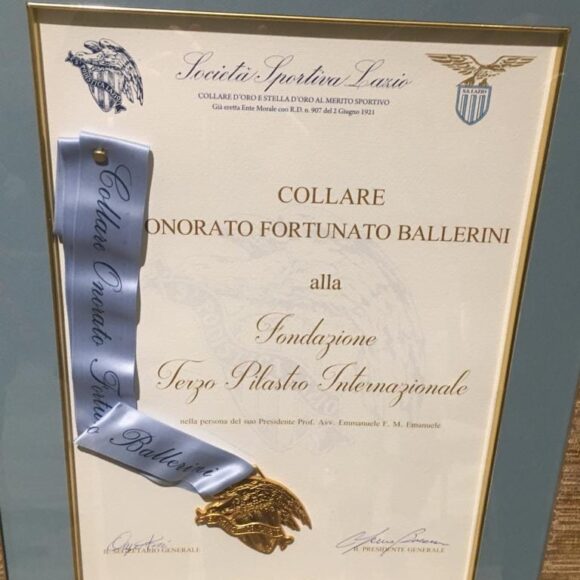 Società Sportiva Lazio
COLLARE D'ORO E STELLA D'ORO AL MERITO SPORTIVO
Già eretta Ente Morale con R.D. n. 907 del 2 Giugno 1921
S.S. LAZIO
COLLARE
ONORATO FORTUNATO BALLERINI
alla
Fondazione
Terzo Pilastro Internazionale
nella persona del suo Presidente Prof. Avv. Emmanuele F. M. Emanuele
Collare Onorato Fortuno
Ballerini
IL SEGRETARIO GENERALE
IL PRESIDENTE GENERALE